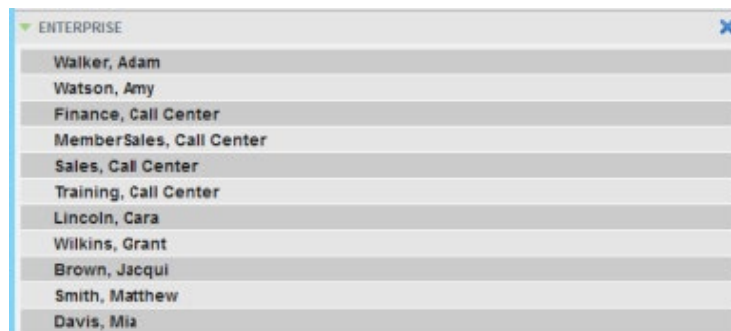 ENTERPRISE
Walker, Adam
Watson, Amy
Finance, Call Center
MemberSales, Call Center
Sales, Call Center
Training, Call Center
Lincoln, Cara
Wilkins, Grant
Brown, Jacqui
Smith, Matthew
Davis, Mia